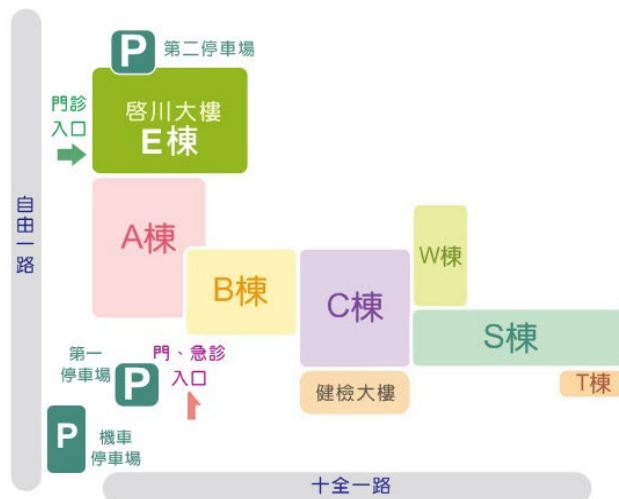 P
第二停車場
門診
入口
啓川大樓
E棟
自由一路
A棟
B棟
C棟
W棟
S棟
T棟
健檢大樓
第一
停車場
P
門、急診
入口
P
機車
停車場
十全一路